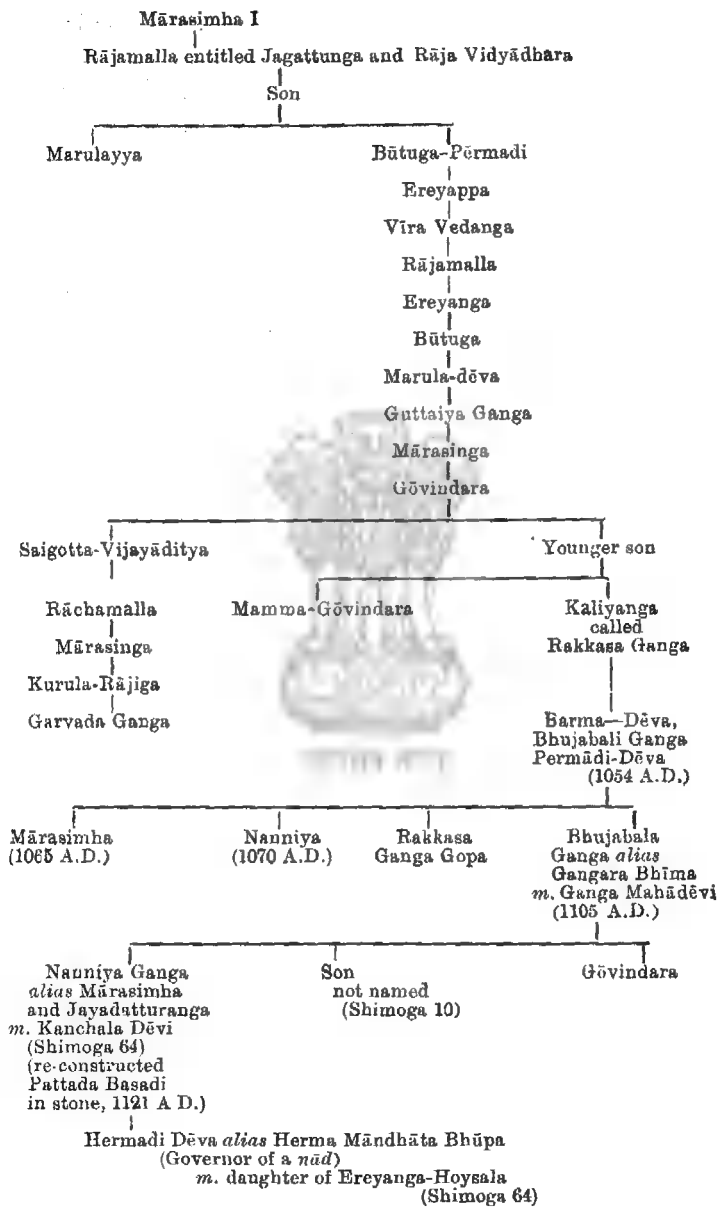 Mārasimha I
Rājamalla entitled Jagattunga and Rāja Vidyādhara
Son
Marulayya
Būtuga-Permadi
Ereyappa
Vīra Vedanga
Rājamalla
Ereyanga
Būtuga
Marula-dēva
Guttaiya Ganga
Mārasinga
Gōvindara
Saigotta-Vijayāditya
Younger son
Rāchamalla
Mārasinga
Kurula-Rājiga
Garvada Ganga
Mamma-Gōvindara
Kaliyanga
called
Rakkasa Ganga
Barma—Dēva,
Bhujabali Ganga
Permādi-Dēva
(1054 A.D.)
Mārasimha
(1065 A.D.)
Nanniya
(1070 A.D.)
Rakkasa
Ganga Gopa
Bhujabala
Ganga alias
Gangara Bhīma
m. Ganga Mahādēvi
(1105 A.D.)
Nanniya Ganga
alias Mārasimha
and Jayadatturanga
m. Kanchala Dēvi
(Shimoga 64)
(re-constructed
Pattada Basadi
in stone, 1121 A D.)
Son
not named
(Shimoga 10)
Gōvindara
Hermadi Dēva alias Herma Māndhāta Bhūpa
(Governor of a nād)
m. daughter of Ereyanga-Hoysala
(Shimoga 64)